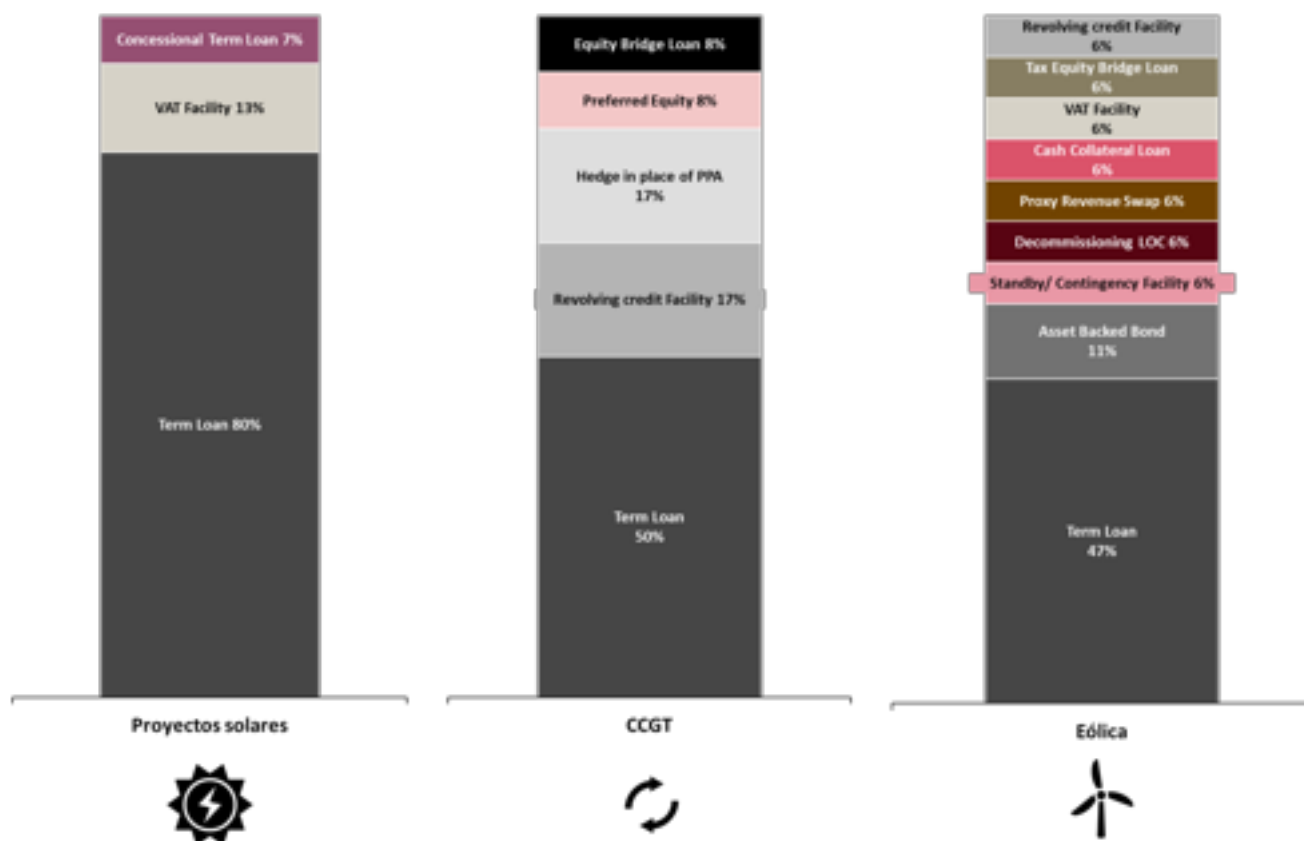 Concessional Term Loan 7%
VAT Facility 13%
Term Loan 80%
Proyectos solares
Equity Bridge Loan 8%
Preferred Equity 8%
Hedge in place of PPA
17%
Revolving credit Facility 17%
Term Loan
50%
CCGT
Revolving credit Facility
6%
Tax Equity Bridge Loan
6%
VAT Facility
6%
Cash Collateral Loan
6%
Proxy Revenue Swap 6%
Decommissioning LOC 6%
Standby/ Contingency Facility 6%
Asset Backed Bond
11%
Term Loan
47%
Eólica